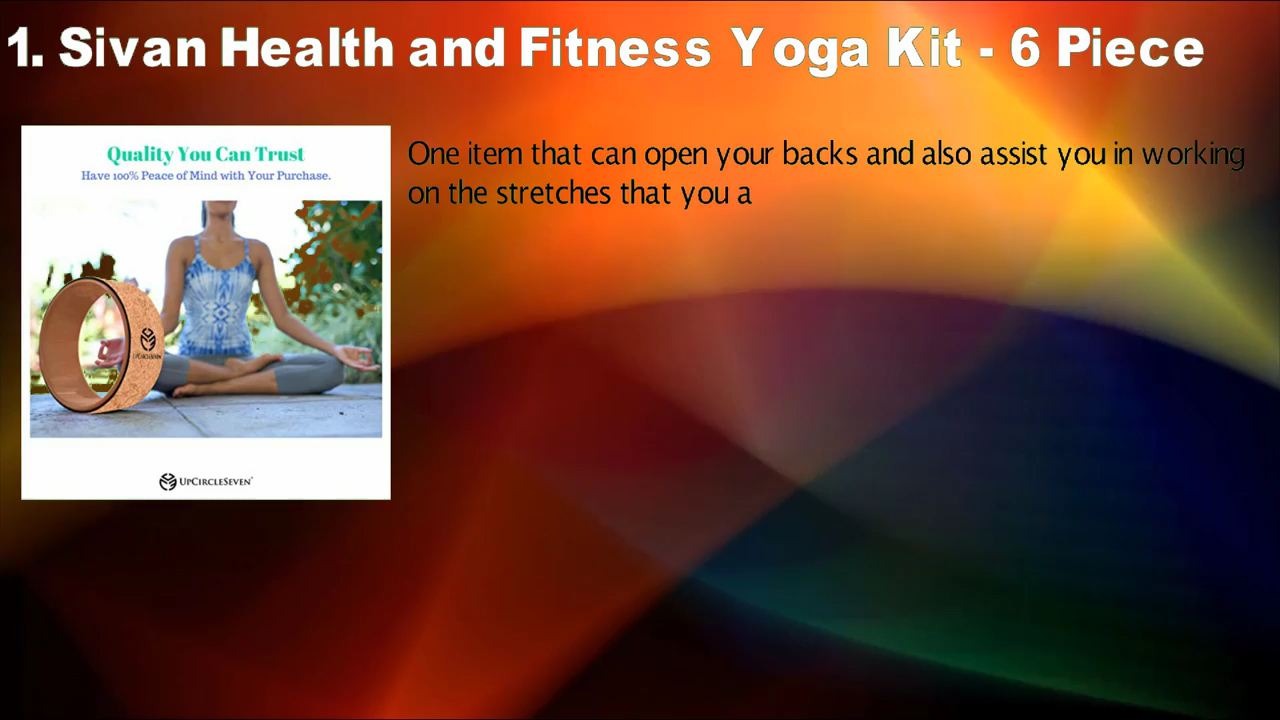 1. Sivan Health and Fitness Yoga Kit - 6 Piece
Quality You Can Trust
Have 100% Peace of Mind with Your Purchase.
One item that can open your backs and also assist you in working
on the stretches that you a
UPCIRCLESEVEN
UPCIRCLESEVEN